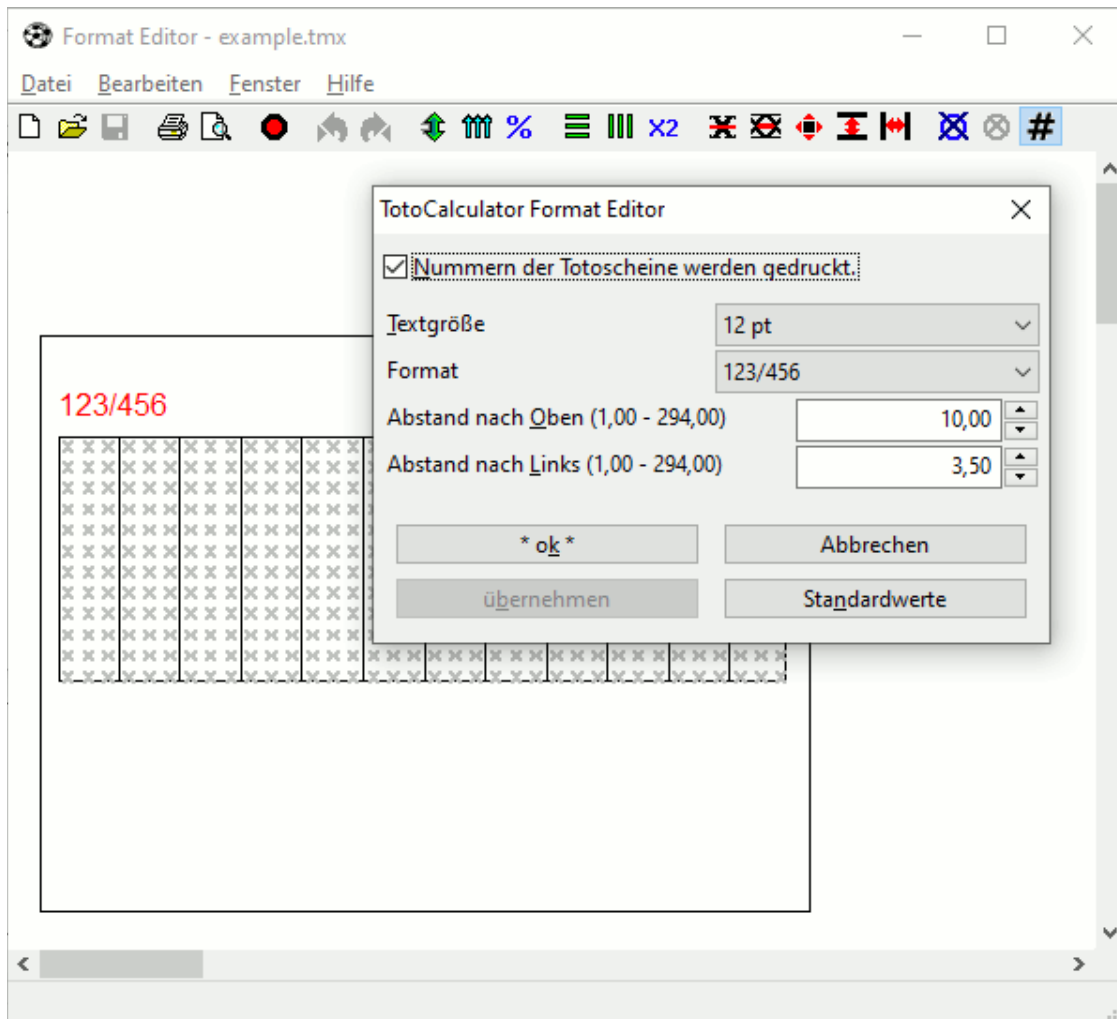 Format Editor - example.tmx
Datei Bearbeiten Fenster Hilfe
% x2 #
TotoCalculator Format Editor
Nummern der Totoscheine werden gedruckt.
Textgröße 12 pt
Format 123/456
Abstand nach Oben (1,00 - 294,00) 10,00
Abstand nach Links (1,00 - 294,00) 3,50
* ok * Abbrechen
übernehmen Standardwerte
123/456